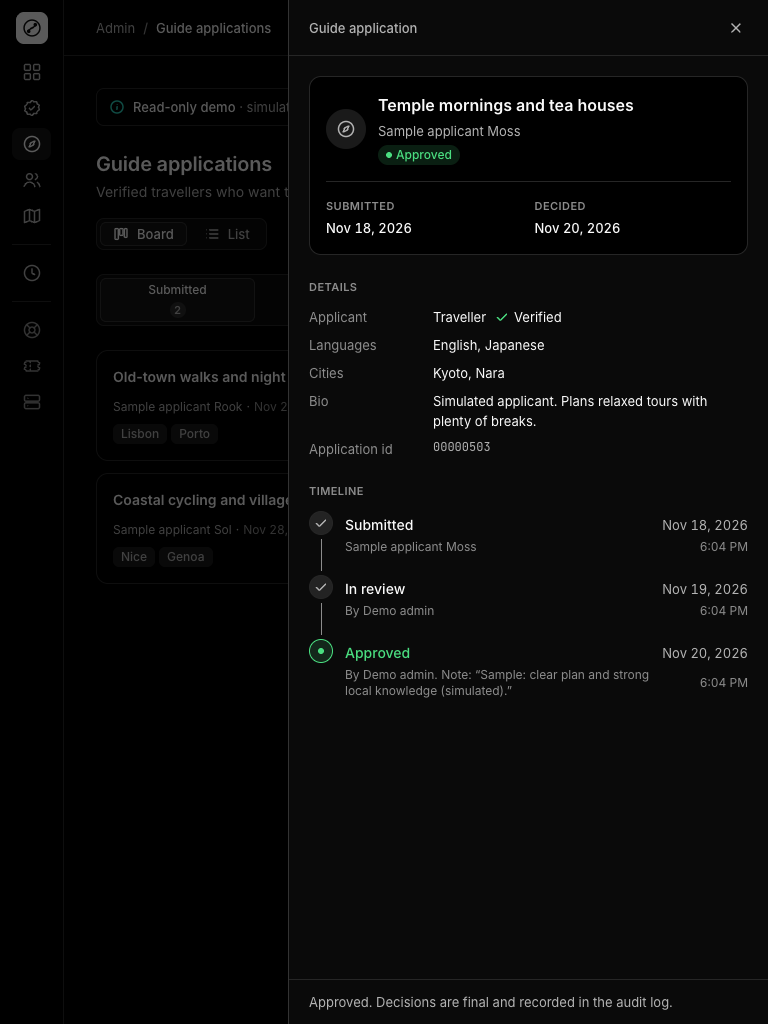 Admin / Guide applications
Read-only demo · simulat
Guide applications
Verified travellers who want t
Board
List
Submitted
2
Old-town walks and night
Sample applicant Rook · Nov 2
Lisbon
Porto
Coastal cycling and village
Sample applicant Sol · Nov 28,
Nice
Genoa
Guide application
Temple mornings and tea houses
Sample applicant Moss
Approved
SUBMITTED
Nov 18, 2026
DECIDED
Nov 20, 2026
DETAILS
Applicant
Traveller Verified
Languages
English, Japanese
Cities
Kyoto, Nara
Bio
Simulated applicant. Plans relaxed tours with
plenty of breaks.
Application id
00000503
TIMELINE
Submitted
Nov 18, 2026
Sample applicant Moss
6:04 PM
In review
Nov 19, 2026
By Demo admin
6:04 PM
Approved
Nov 20, 2026
By Demo admin. Note: “Sample: clear plan and strong
local knowledge (simulated).”
6:04 PM
Approved. Decisions are final and recorded in the audit log.